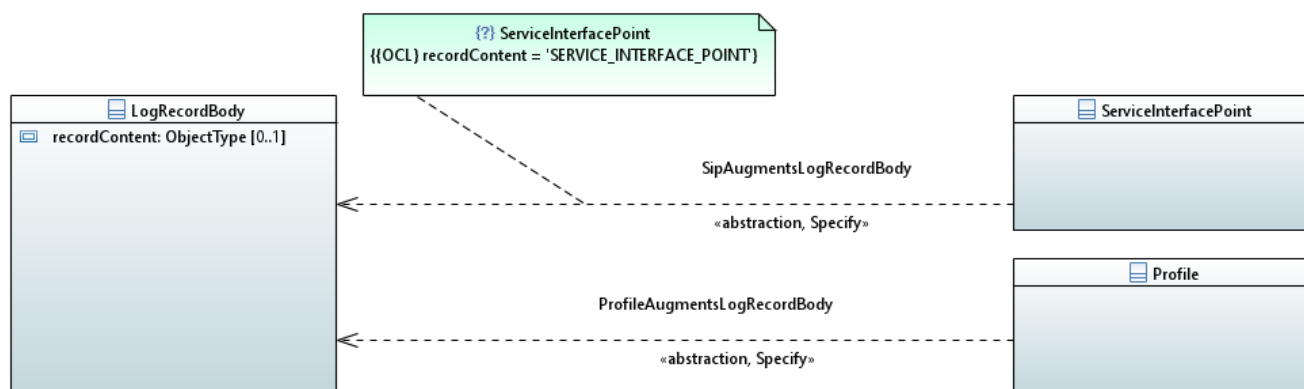 {?} ServiceInterfacePoint
{{OCL} recordContent = 'SERVICE_INTERFACE_POINT'}
LogRecordBody
recordContent: ObjectType [0..1]
ServiceInterfacePoint
SipAugmentsLogRecordBody
«abstraction, Specify»
Profile
ProfileAugmentsLogRecordBody
«abstraction, Specify»